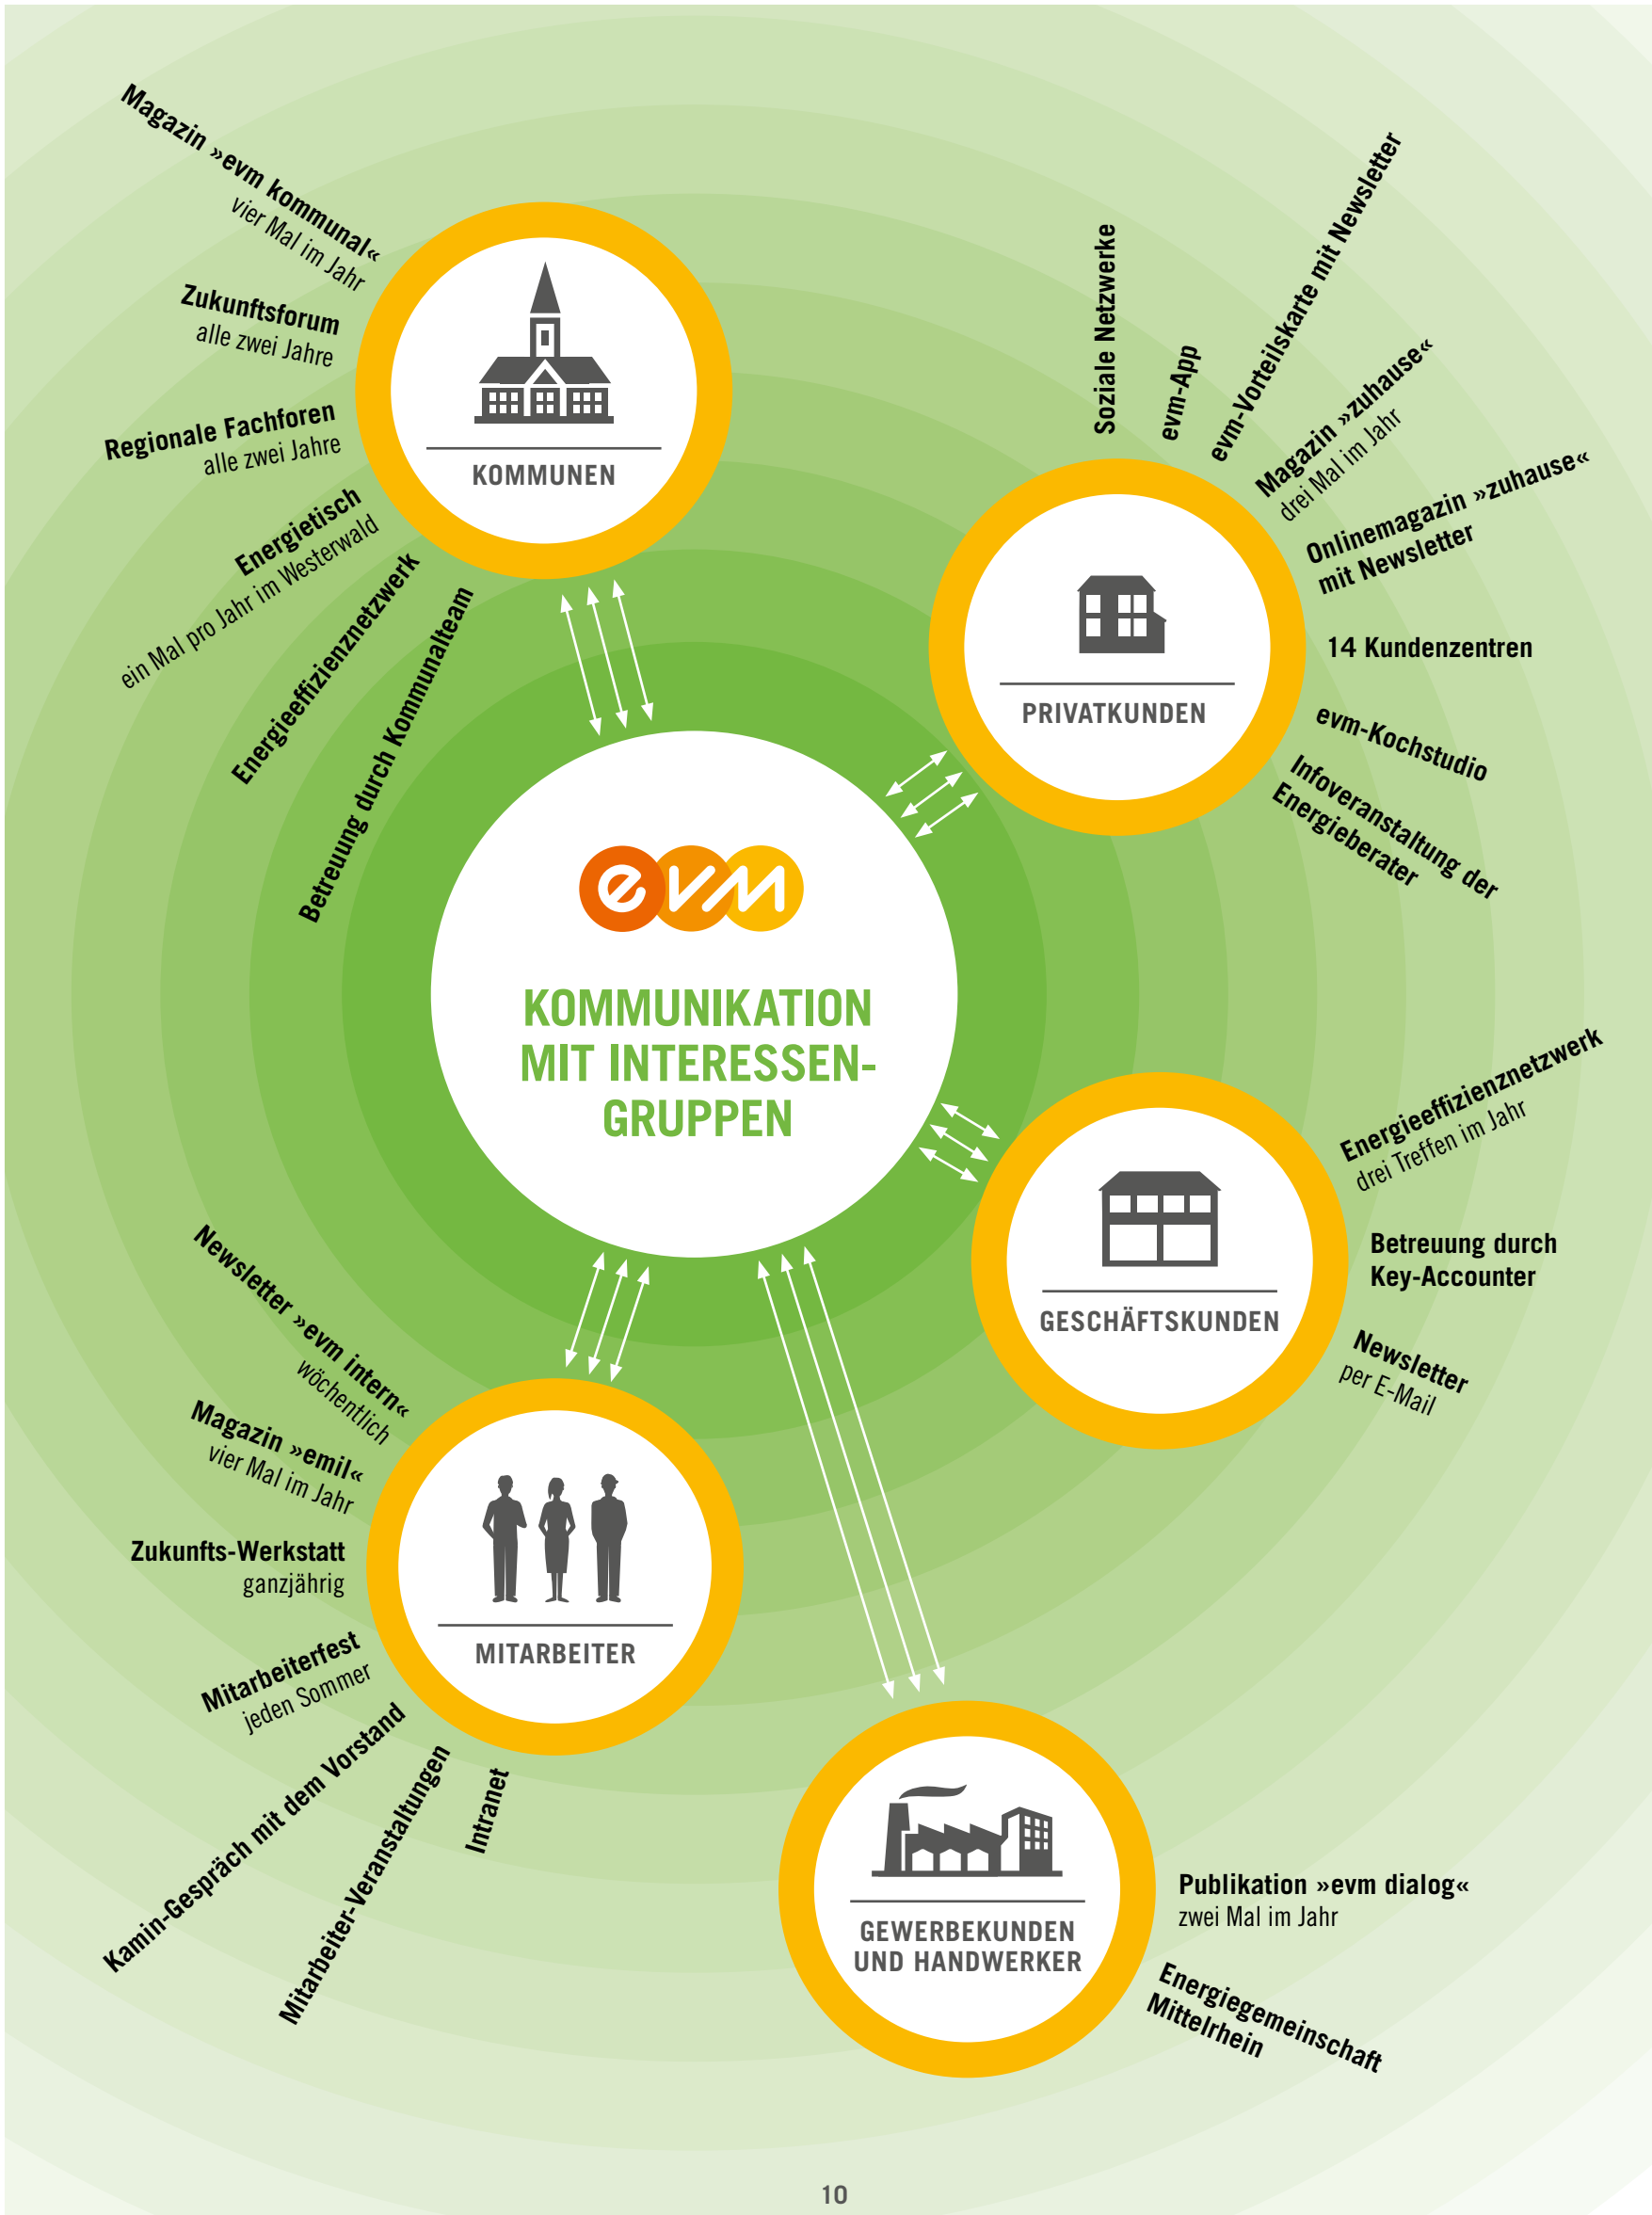 Magazin »evm kommunal«
vier Mal im Jahr
Zukunftsforum
alle zwei Jahre
Regionale Fachforen
alle zwei Jahre
Energietisch
ein Mal pro Jahr im Westerwald
Energieeffizienznetzwerk
Betreuung durch Kommunalteam
KOMMUNEN
Soziale Netzwerke
evm-App
evm-Vorteilskarte mit Newsletter
Magazin »zuhause«
drei Mal im Jahr
Onlinemagazin »zuhause«
mit Newsletter
14 Kundenzentren
evm-Kochstudio
Infoveranstaltung der
Energieberater
PRIVATKUNDEN
evm
KOMMUNIKATION
MIT INTERESSEN-
GRUPPEN
Energieeffizienznetzwerk
drei Treffen im Jahr
Betreuung durch
Key-Accounter
Newsletter
per E-Mail
GESCHÄFTSKUNDEN
Newsletter »evm intern«
wöchentlich
Magazin »emil«
vier Mal im Jahr
Zukunfts-Werkstatt
ganzjährig
Mitarbeiterfest
jeden Sommer
Kamin-Gespräch mit dem Vorstand
Mitarbeiter-Veranstaltungen
Intranet
MITARBEITER
GEWERBEKUNDEN
UND HANDWERKER
Publikation »evm dialog«
zwei Mal im Jahr
Energiegemeinschaft
Mittelrhein
10